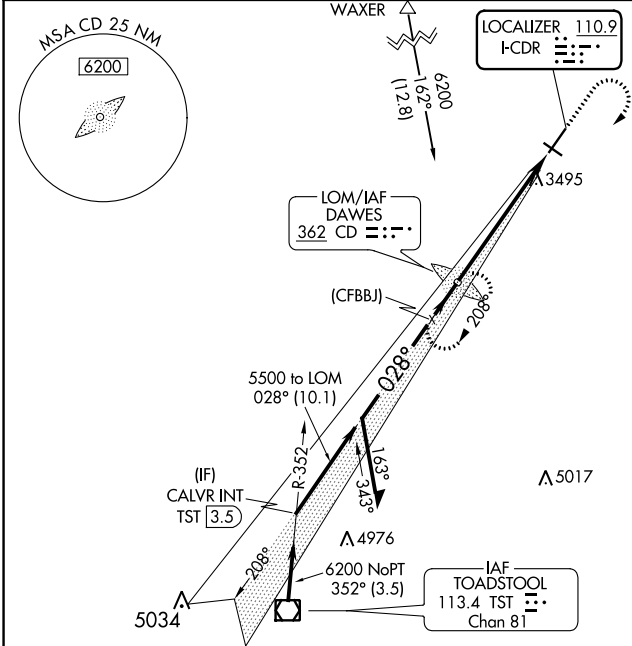 MSA CD 25 NM
6200
WAXER
6200
162°
(12.8)
LOCALIZER 110.9
I-CDR
3495
LOM/IAF
DAWES
362 CD
(CFBBJ)
208°
028°
5500 to LOM
028° (10.1)
R-352
163°
343°
(IF)
CALVR INT
TST 3.5
5017
4976
208°
6200 NoPT
352° (3.5)
5034
IAF
TOADSTOOL
113.4 TST
Chan 81